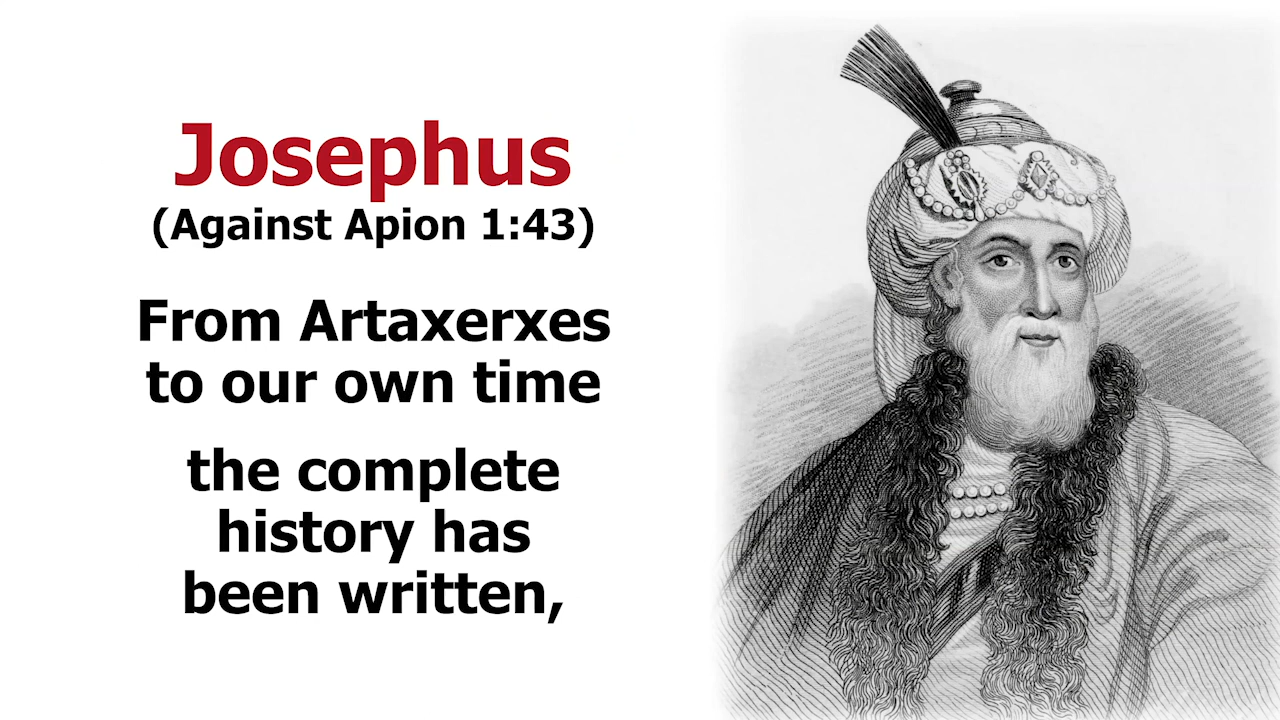 Josephus
(Against Apion 1:43)
From Artaxerxes
to our own time
the complete
history has
been written,